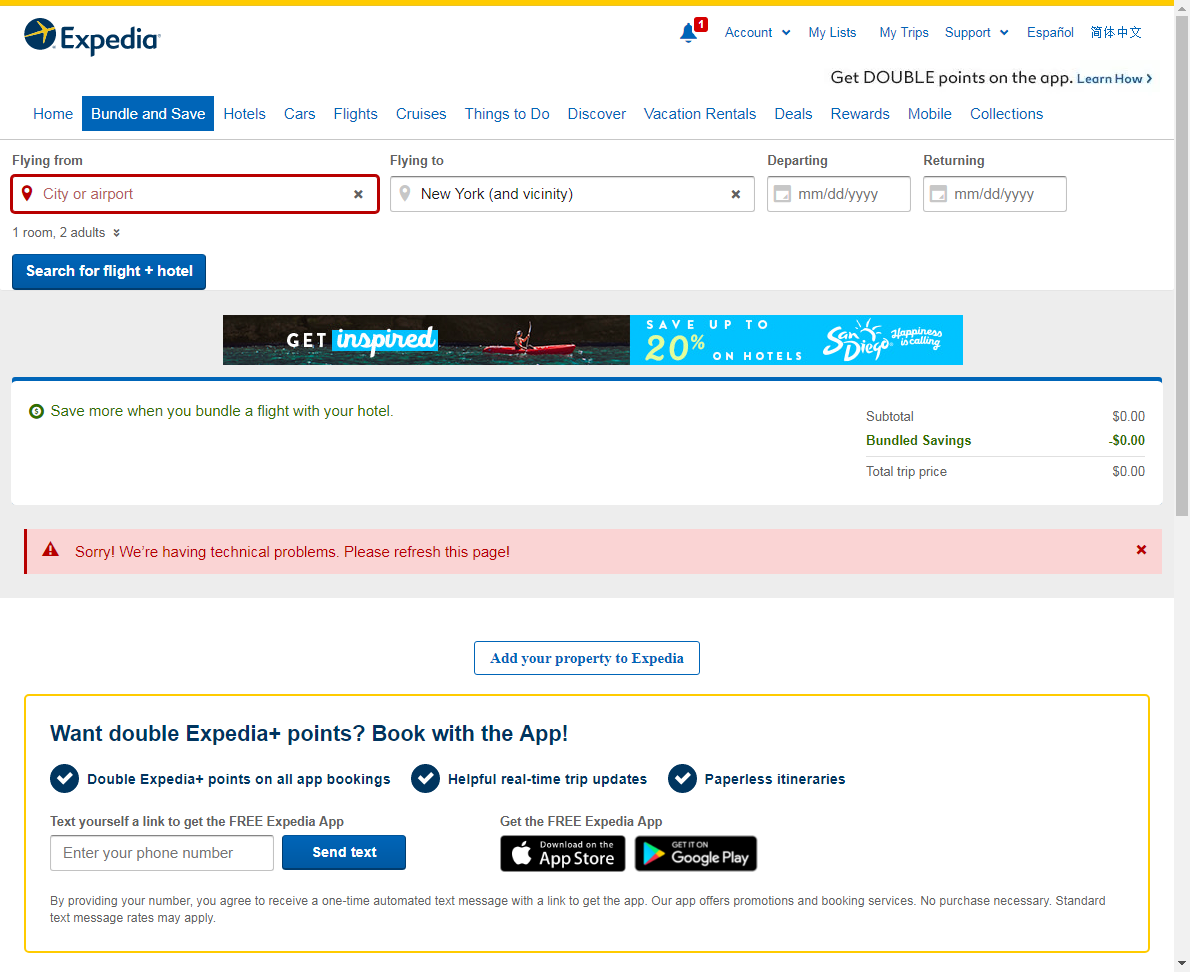 Expedia
1
Account
My Lists
My Trips
Support
Español
简体中文
Get DOUBLE points on the app. Learn How
Home
Bundle and Save
Hotels
Cars
Flights
Cruises
Things to Do
Discover
Vacation Rentals
Deals
Rewards
Mobile
Collections
Flying from
Flying to
Departing
Returning
City or airport
New York (and vicinity)
mm/dd/yyyy
mm/dd/yyyy
1 room, 2 adults
Search for flight + hotel
GET inspired
SAVE UP TO
20%
ON HOTELS
San Diego
Happiness is calling
Save more when you bundle a flight with your hotel.
Subtotal $0.00
Bundled Savings -$0.00
Total trip price $0.00
Sorry! We're having technical problems. Please refresh this page!
Add your property to Expedia
Want double Expedia+ points? Book with the App!
Double Expedia+ points on all app bookings
Helpful real-time trip updates
Paperless itineraries
Text yourself a link to get the FREE Expedia App
Get the FREE Expedia App
Enter your phone number
Send text
Download on the
App Store
GET IT ON
Google Play
By providing your number, you agree to receive a one-time automated text message with a link to get the app. Our app offers promotions and booking services. No purchase necessary. Standard
text message rates may apply.